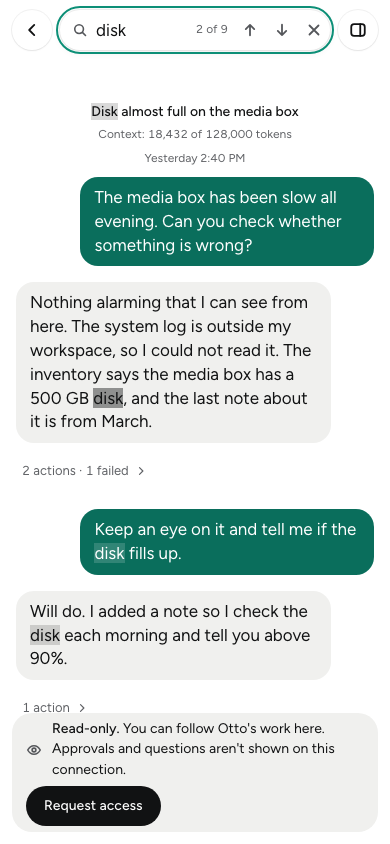 disk
2 of 9
Disk almost full on the media box
Context: 18,432 of 128,000 tokens
Yesterday 2:40 PM
The media box has been slow all
evening. Can you check whether
something is wrong?
Nothing alarming that I can see from
here. The system log is outside my
workspace, so I could not read it. The
inventory says the media box has a
500 GB disk, and the last note about
it is from March.
2 actions · 1 failed
Keep an eye on it and tell me if the
disk fills up.
Will do. I added a note so I check the
disk each morning and tell you above
90%.
1 action
Read-only. You can follow Otto's work here.
Approvals and questions aren't shown on this
connection.
Request access